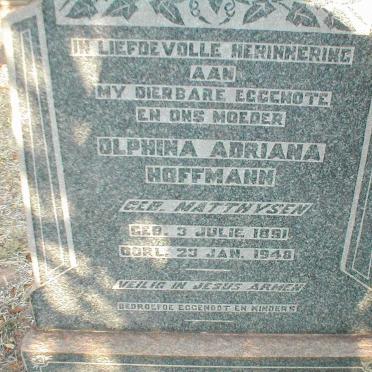 IN LIEFDEVOLLE HERINNERING
AAN
MY DIERBARE EGGENOTE
EN ONS MOEDER
OLPHINA ADRIANA
HOFFMANN
GEB. MATTHYSEN
GEB. 3 JULIE 1891
OORL. 23 JAN. 1948
VEILIG IN JESUS ARMEN
BEDROEFDE EGGENOOT EN KINDERS